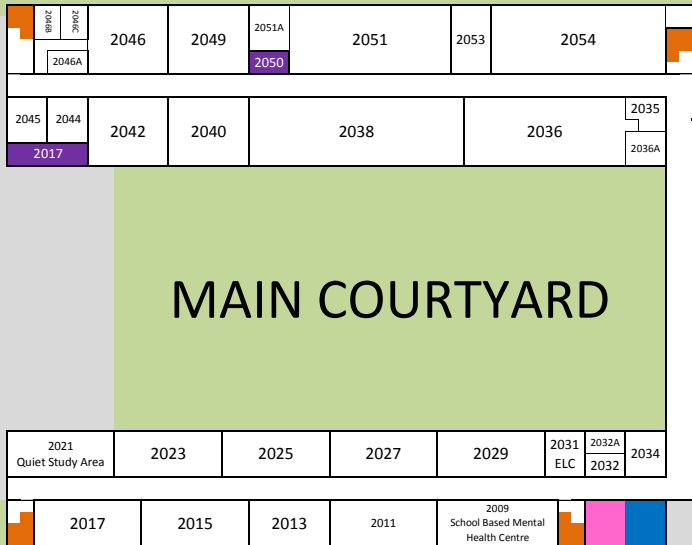 2046B
2046C
2046A
2046
2049
2051A
2050
2051
2053
2054
2045
2044
2017
2042
2040
2038
2036
2035
2036A
MAIN COURTYARD
2021
Quiet Study Area
2023
2025
2027
2029
2031
ELC
2032A
2032
2034
2017
2015
2013
2011
2009
School Based Mental
Health Centre